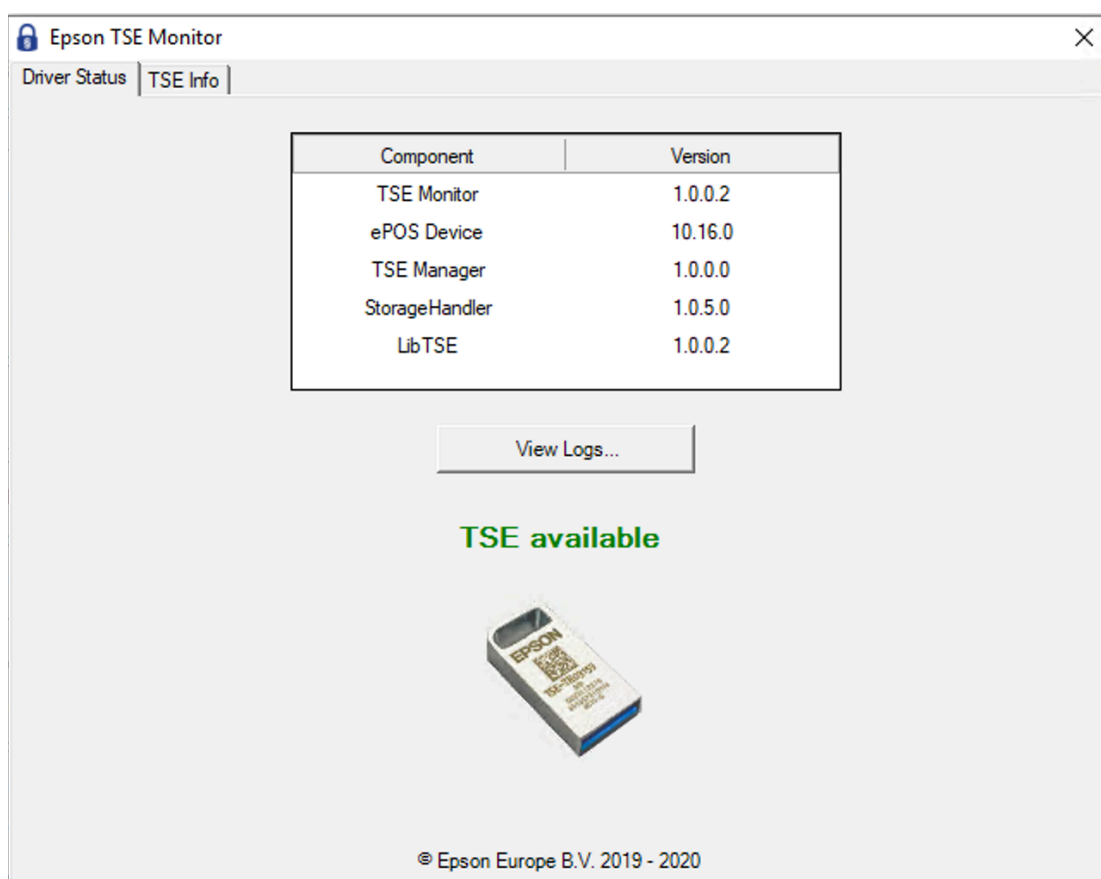 Epson TSE Monitor
Driver Status TSE Info
Component Version
TSE Monitor 1.0.0.2
ePOS Device 10.16.0
TSE Manager 1.0.0.0
StorageHandler 1.0.5.0
LibTSE 1.0.0.2
View Logs...
TSE available
EPSON
© Epson Europe B.V. 2019 - 2020